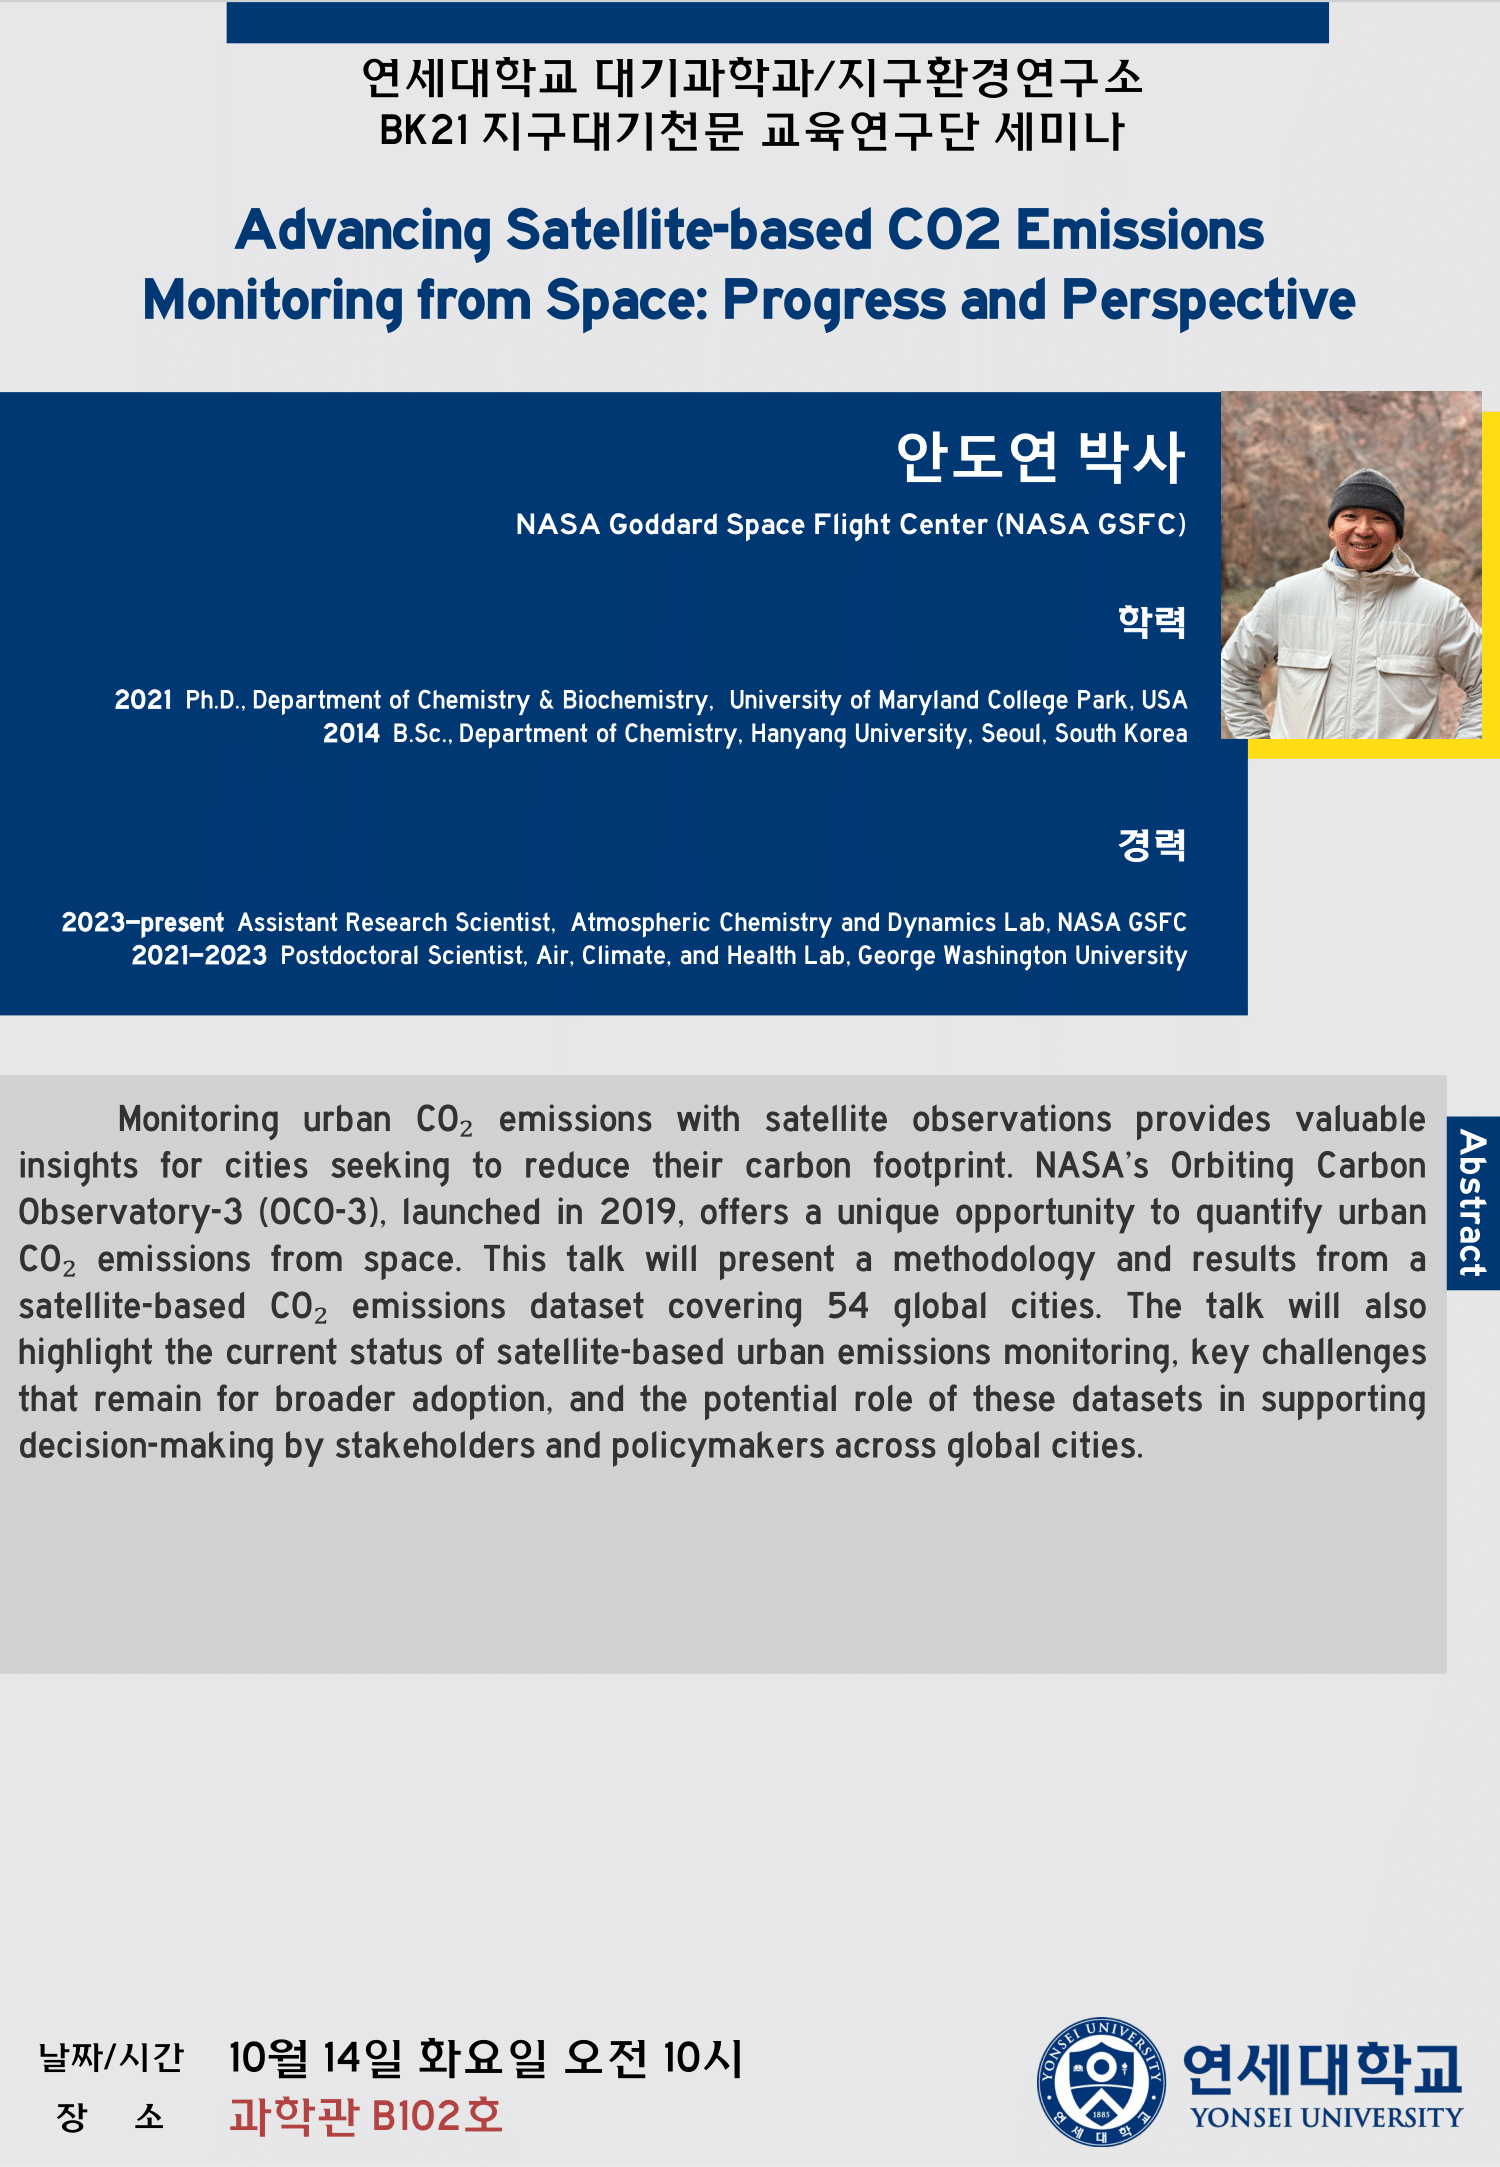 연세대학교 대기과학과/지구환경연구소
BK21 지구대기천문 교육연구단 세미나
Advancing Satellite-based CO2 Emissions
Monitoring from Space: Progress and Perspective
안도연 박사
NASA Goddard Space Flight Center (NASA GSFC)
학력
2021 Ph.D., Department of Chemistry & Biochemistry, University of Maryland College Park, USA
2014 B.Sc., Department of Chemistry, Hanyang University, Seoul, South Korea
경력
2023–present Assistant Research Scientist, Atmospheric Chemistry and Dynamics Lab, NASA GSFC
2021–2023 Postdoctoral Scientist, Air, Climate, and Health Lab, George Washington University
Abstract
Monitoring urban CO₂ emissions with satellite observations provides valuable
insights for cities seeking to reduce their carbon footprint. NASA's Orbiting Carbon
Observatory-3 (OCO-3), launched in 2019, offers a unique opportunity to quantify urban
CO₂ emissions from space. This talk will present a methodology and results from a
satellite-based CO₂ emissions dataset covering 54 global cities. The talk will also
highlight the current status of satellite-based urban emissions monitoring, key challenges
that remain for broader adoption, and the potential role of these datasets in supporting
decision-making by stakeholders and policymakers across global cities.
날짜/시간 10월 14일 화요일 오전 10시
장 소 과학관 B102호
YONSEI UNIVERSITY
1885
연세대학교
연세대학교
YONSEI UNIVERSITY